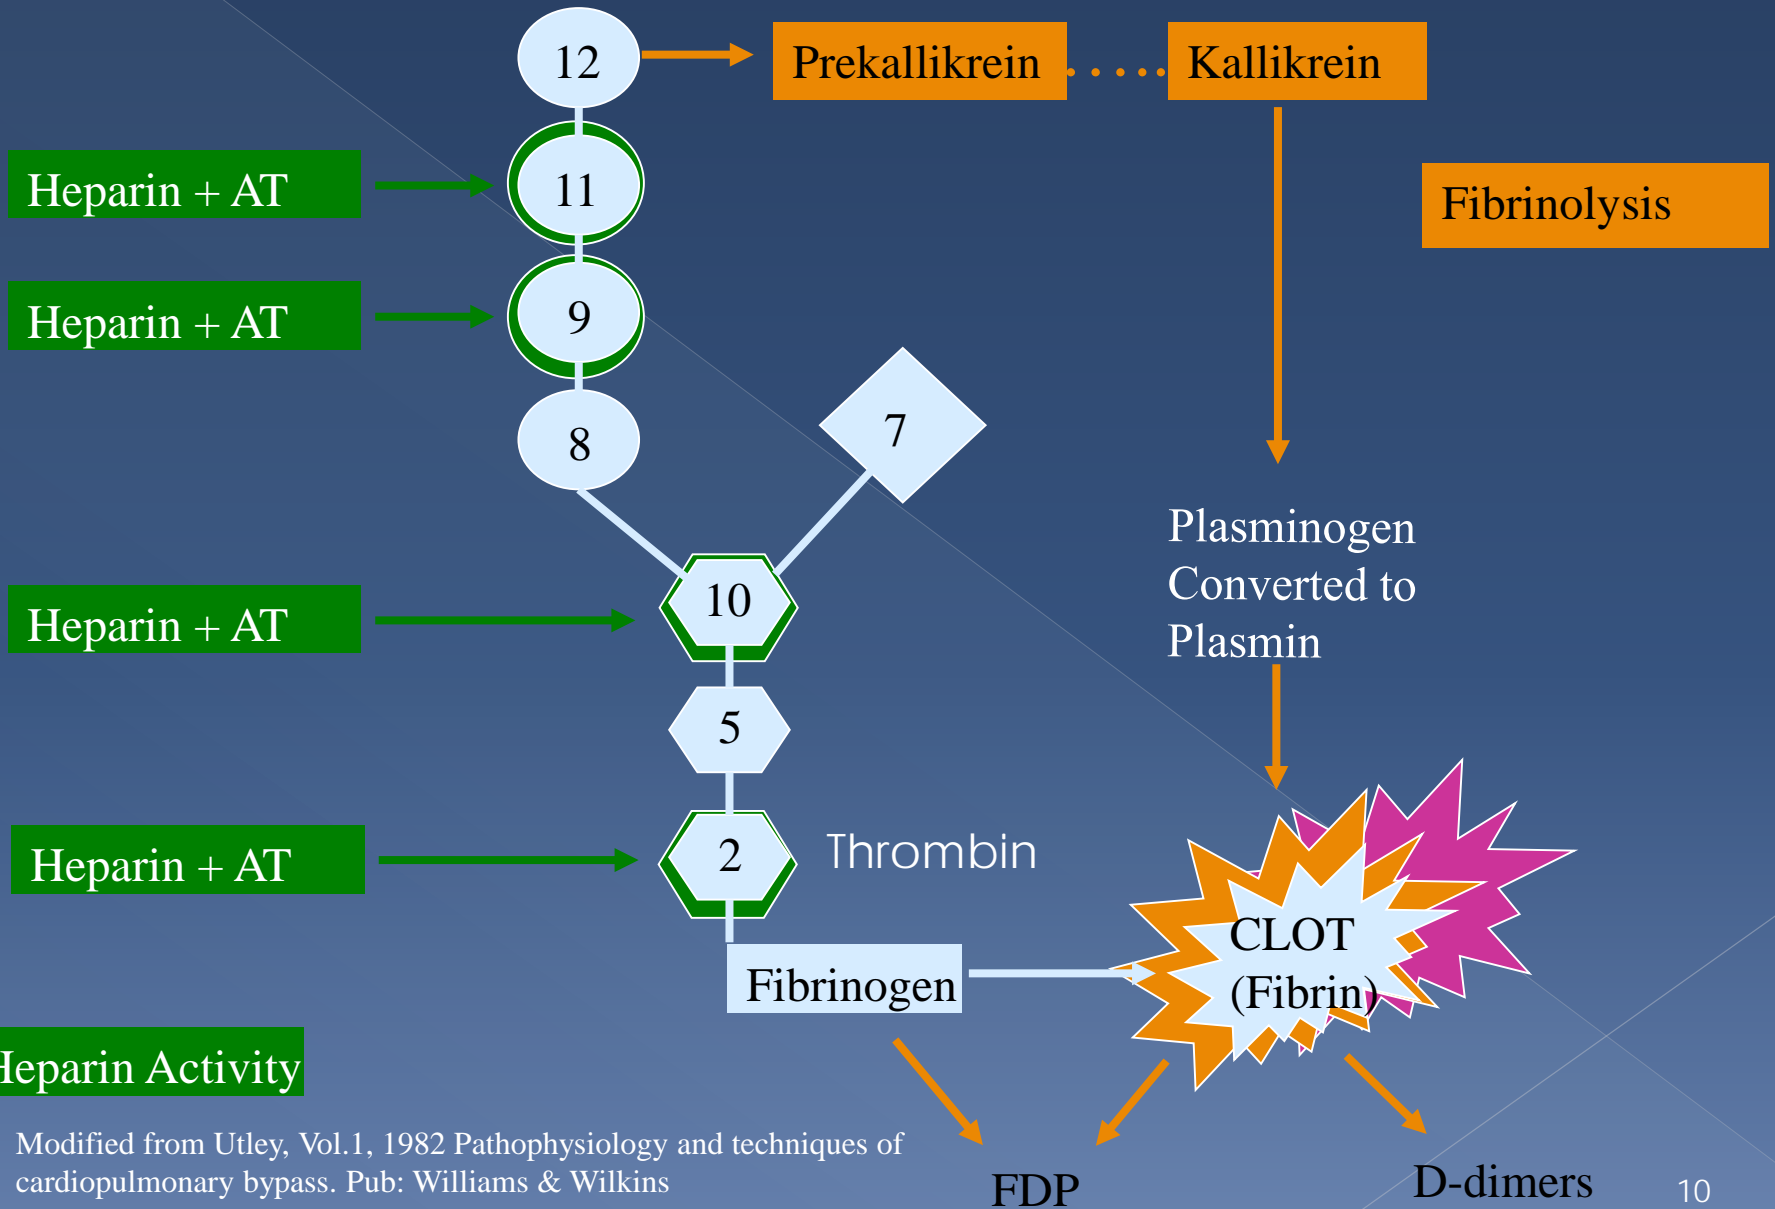 12
Prekallikrein
Kallikrein
Heparin + AT
11
Fibrinolysis
Heparin + AT
9
8
7
Plasminogen
Converted to
Plasmin
Heparin + AT
10
5
Heparin + AT
2
Thrombin
CLOT
(Fibrin)
Fibrinogen
Heparin Activity
Modified from Utley, Vol.1, 1982 Pathophysiology and techniques of
cardiopulmonary bypass. Pub: Williams & Wilkins
FDP
D-dimers
10